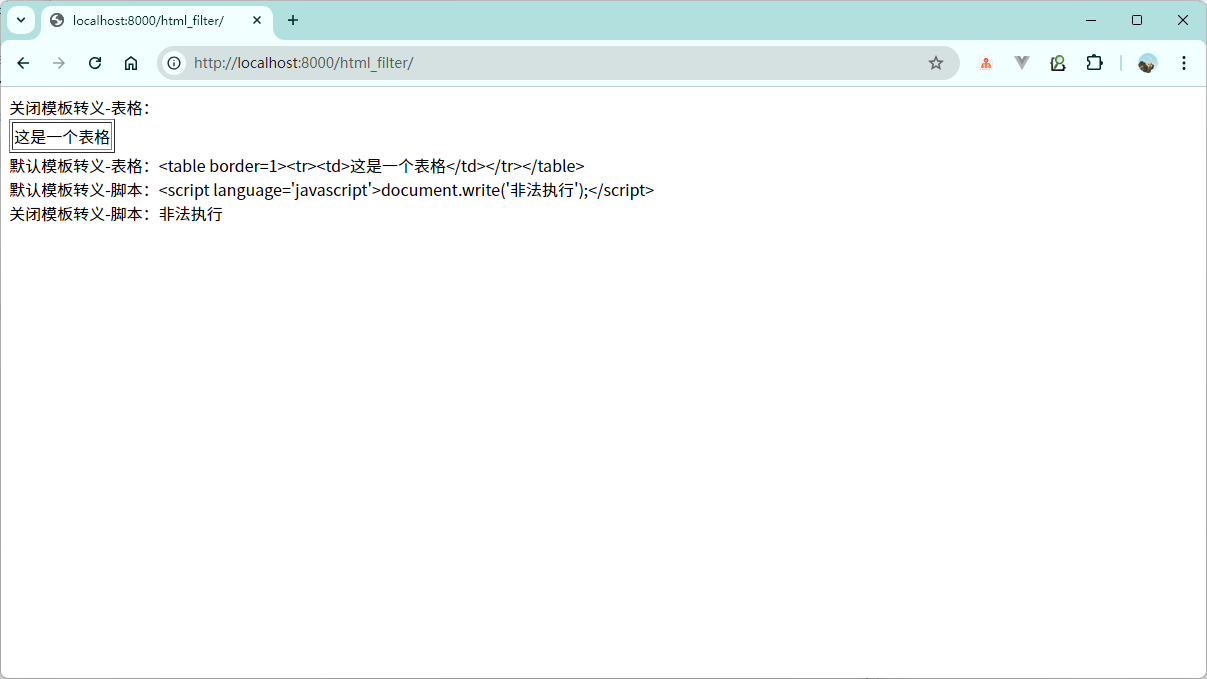 localhost:8000/html_filter/
http://localhost:8000/html_filter/
关闭模板转义-表格：
这是一个表格
默认模板转义-表格：<table border=1><tr><td>这是一个表格</td></tr></table>
默认模板转义-脚本：<script language='javascript'>document.write('非法执行');</script>
关闭模板转义-脚本：非法执行